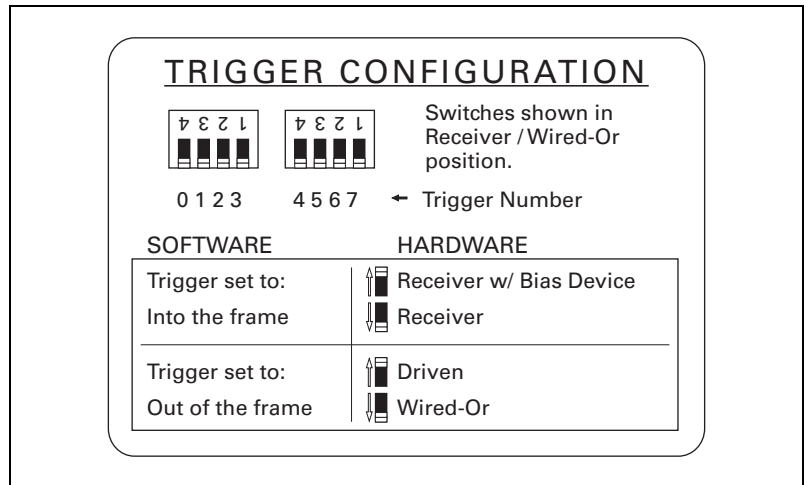 TRIGGER CONFIGURATION
4 3 2 1 4 3 2 1
Switches shown in
Receiver / Wired-Or
position.
0 1 2 3 4 5 6 7 ← Trigger Number
SOFTWARE HARDWARE
Trigger set to: Receiver w/ Bias Device
Into the frame Receiver
Trigger set to: Driven
Out of the frame Wired-Or